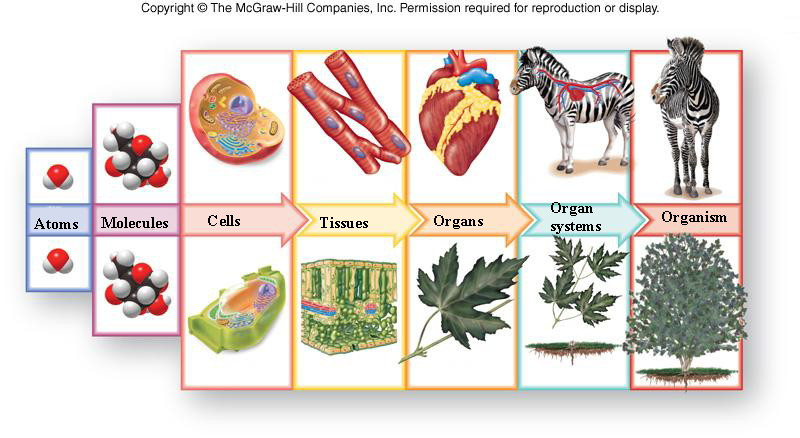 Copyright © The McGraw-Hill Companies, Inc. Permission required for reproduction or display.
Atoms
Molecules
Cells
Tissues
Organs
Organ
systems
Organism